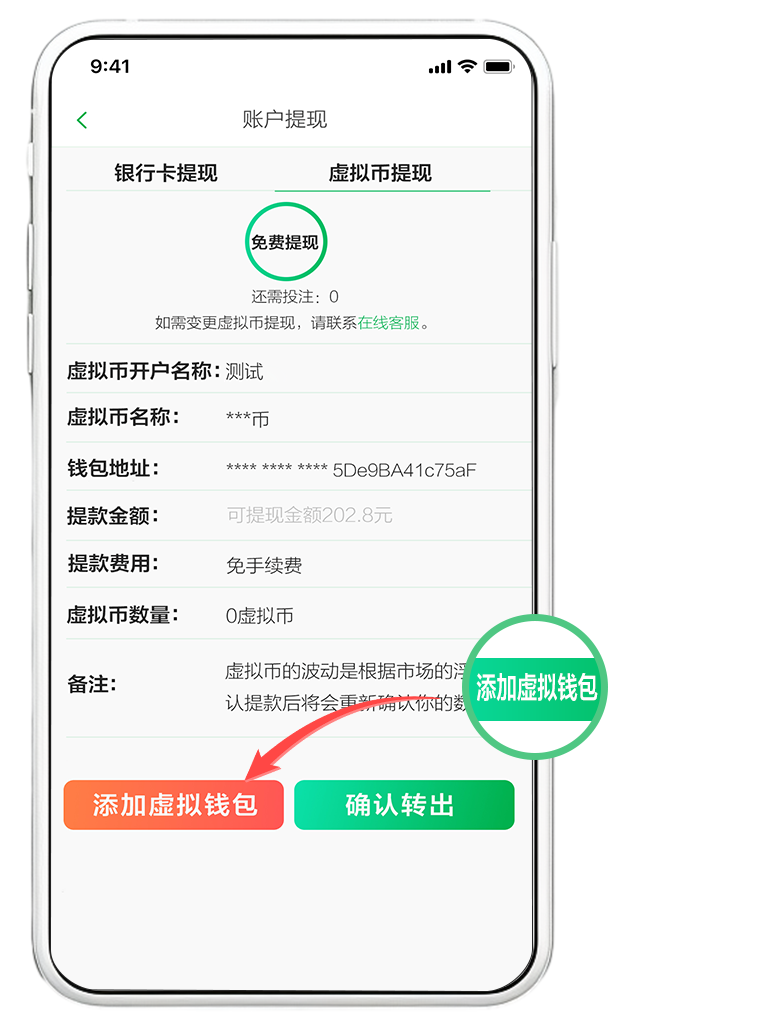 9:41
账户提现
银行卡提现 虚拟币提现
免费提现
还需投注：0
如需变更虚拟币提现，请联系在线客服。
虚拟币开户名称：测试
虚拟币名称： ***币
钱包地址： **** **** **** 5De9BA41c75aF
提款金额： 可提现金额202.8元
提款费用： 免手续费
虚拟币数量： 0虚拟币
备注： 虚拟币的波动是根据市场的浮
认提款后将会重新确认你的数
添加虚拟钱包
添加虚拟钱包 确认转出